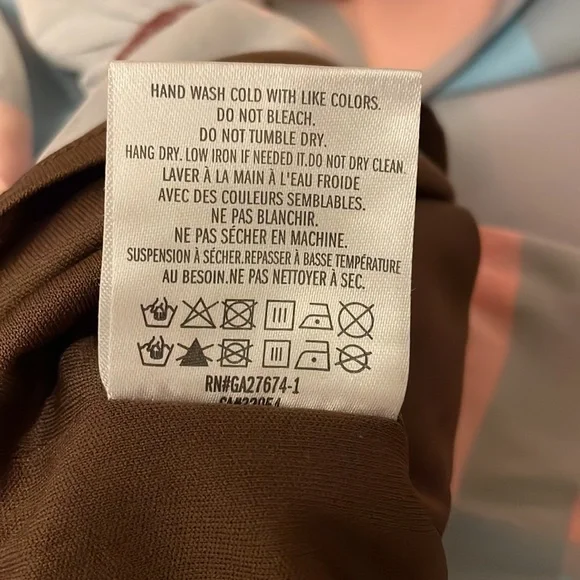 HAND WASH COLD WITH LIKE COLORS.
DO NOT BLEACH.
DO NOT TUMBLE DRY.
HANG DRY. LOW IRON IF NEEDED IT.DO NOT DRY CLEAN.
LAVER À LA MAIN À L'EAU FROIDE
AVEC DES COULEURS SEMBLABLES.
NE PAS BLANCHIR.
NE PAS SÉCHER EN MACHINE.
SUSPENSION À SÉCHER.REPASSER À BASSE TEMPÉRATURE
AU BESOIN.NE PAS NETTOYER À SEC.
RN#GA27674-1